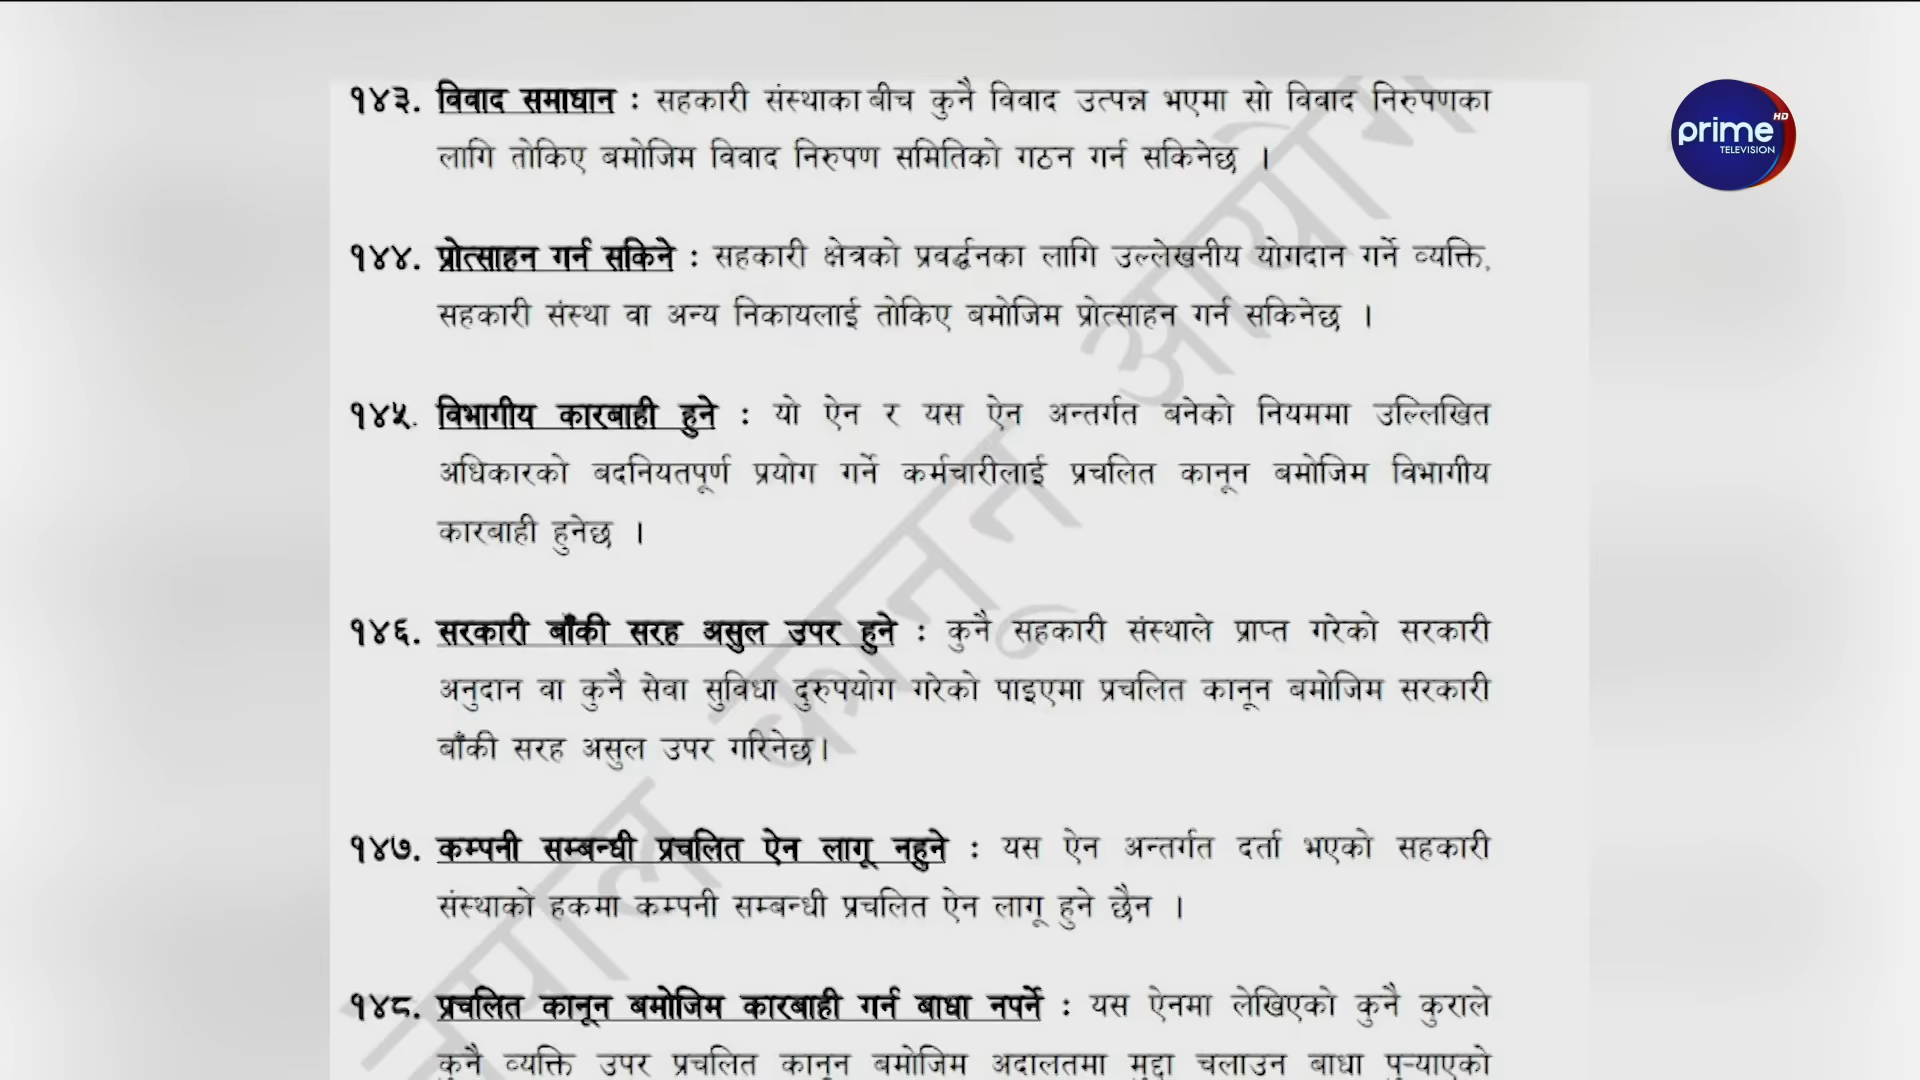 १४३. विवाद समाधान : सहकारी संस्थाका बीच कुनै विवाद उत्पन्न भएमा सो विवाद निरुपणका
लागि तोकिए बमोजिम विवाद निरुपण समितिको गठन गर्न सकिनेछ ।
१४४. प्रोत्साहन गर्न सकिने : सहकारी क्षेत्रको प्रवर्द्धनका लागि उल्लेखनीय योगदान गर्ने व्यक्ति,
सहकारी संस्था वा अन्य निकायलाई तोकिए बमोजिम प्रोत्साहन गर्न सकिनेछ ।
१४५. विभागीय कारबाही हुने : यो ऐन र यस ऐन अन्तर्गत बनेको नियममा उल्लिखित
अधिकारको बदनियतपूर्ण प्रयोग गर्ने कर्मचारीलाई प्रचलित कानून बमोजिम विभागीय
कारबाही हुनेछ ।
१४६. सरकारी बाँकी सरह असुल उपर हुने : कुनै सहकारी संस्थाले प्राप्त गरेको सरकारी
अनुदान वा कुनै सेवा सुविधा दुरुपयोग गरेको पाइएमा प्रचलित कानून बमोजिम सरकारी
बाँकी सरह असुल उपर गरिनेछ।
१४७. कम्पनी सम्बन्धी प्रचलित ऐन लागू नहुने : यस ऐन अन्तर्गत दर्ता भएको सहकारी
संस्थाको हकमा कम्पनी सम्बन्धी प्रचलित ऐन लागू हुने छैन ।
१४८. प्रचलित कानून बमोजिम कारबाही गर्न बाधा नपर्ने : यस ऐनमा लेखिएको कुनै कुराले
कुनै व्यक्ति उपर प्रचलित कानून बमोजिम अदालतमा मुद्दा चलाउन बाधा पुऱ्याएको
नेपाल कानून आयोग
prime HD
TELEVISION